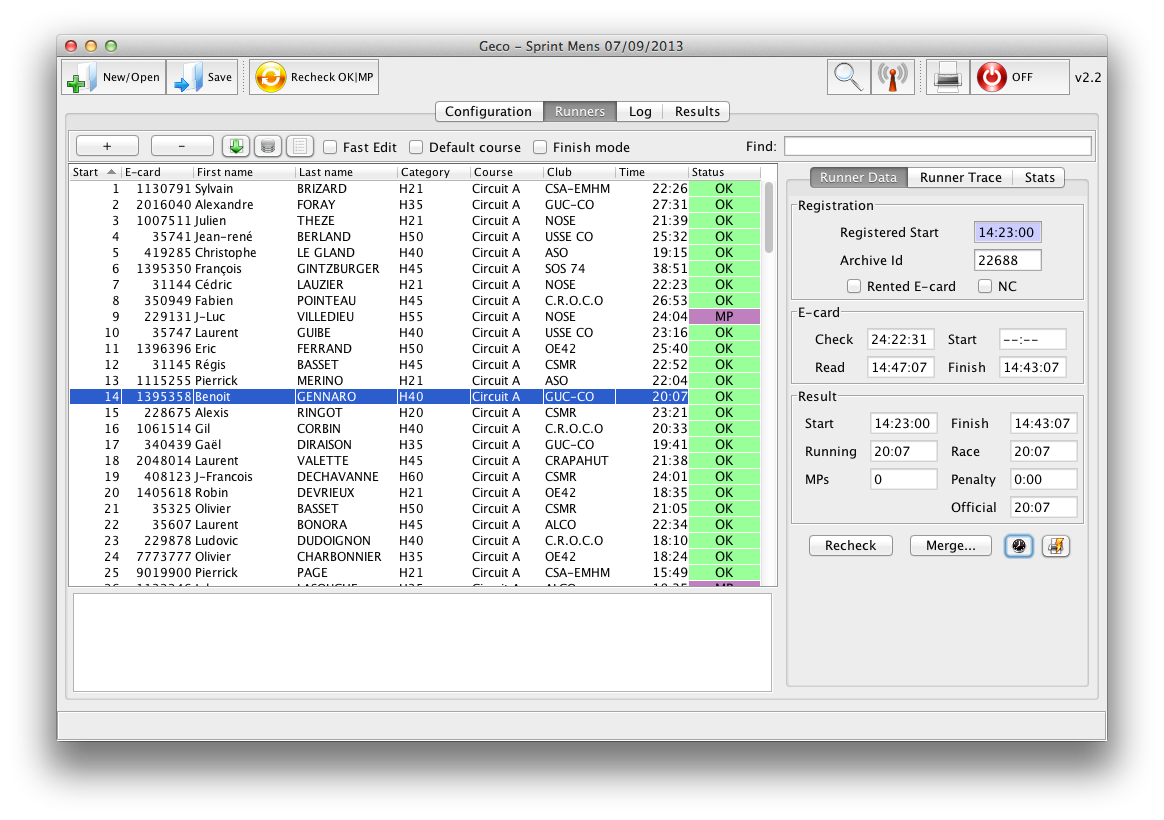 Geco – Sprint Mens 07/09/2013
New/Open Save Recheck OK|MP OFF v2.2
Configuration Runners Log Results
+ - Fast Edit Default course Finish mode Find:
Start E-card First name Last name Category Course Club Time Status
1 1130791 Sylvain BRIZARD H21 Circuit A CSA-EMHM 22:26 OK
2 2016040 Alexandre FORAY H35 Circuit A GUC-CO 27:31 OK
3 1007511 Julien THEZE H21 Circuit A NOSE 21:39 OK
4 35741 Jean-rené BERLAND H50 Circuit A USSE CO 25:32 OK
5 419285 Christophe LE GLAND H40 Circuit A ASO 19:15 OK
6 1395350 François GINTZBURGER H45 Circuit A SOS 74 38:51 OK
7 31144 Cédric LAUZIER H21 Circuit A NOSE 22:23 OK
8 350949 Fabien POINTEAU H45 Circuit A C.R.O.C.O 26:53 OK
9 229131 J-Luc VILLEDIEU H55 Circuit A NOSE 24:04 MP
10 35747 Laurent GUIBE H40 Circuit A USSE CO 23:16 OK
11 1396396 Eric FERRAND H50 Circuit A OE42 25:40 OK
12 31145 Régis BASSET H45 Circuit A CSMR 22:52 OK
13 1115255 Pierrick MERINO H21 Circuit A ASO 22:04 OK
14 1395358 Benoit GENNARO H40 Circuit A GUC-CO 20:07 OK
15 228675 Alexis RINGOT H20 Circuit A CSMR 23:21 OK
16 1061514 Gil CORBIN H40 Circuit A C.R.O.C.O 20:33 OK
17 340439 Gaël DIRAISON H35 Circuit A GUC-CO 19:41 OK
18 2048014 Laurent VALETTE H45 Circuit A CRAPAHUT 21:38 OK
19 408123 J-Francois DECHAVANNE H60 Circuit A CSMR 24:01 OK
20 1405618 Robin DEVRIEUX H21 Circuit A OE42 18:35 OK
21 35325 Olivier BASSET H50 Circuit A CSMR 21:05 OK
22 35607 Laurent BONORA H45 Circuit A ALCO 22:34 OK
23 229878 Ludovic DUDOIGNON H40 Circuit A C.R.O.C.O 18:10 OK
24 7773777 Olivier CHARBONNIER H35 Circuit A OE42 18:24 OK
25 9019900 Pierrick PAGE H21 Circuit A CSA-EMHM 15:49 OK
Runner Data Runner Trace Stats
Registration
Registered Start 14:23:00
Archive Id 22688
Rented E-card NC
E-card
Check 24:22:31 Start --:--
Read 14:47:07 Finish 14:43:07
Result
Start 14:23:00 Finish 14:43:07
Running 20:07 Race 20:07
MPs 0 Penalty 0:00
Official 20:07
Recheck Merge...